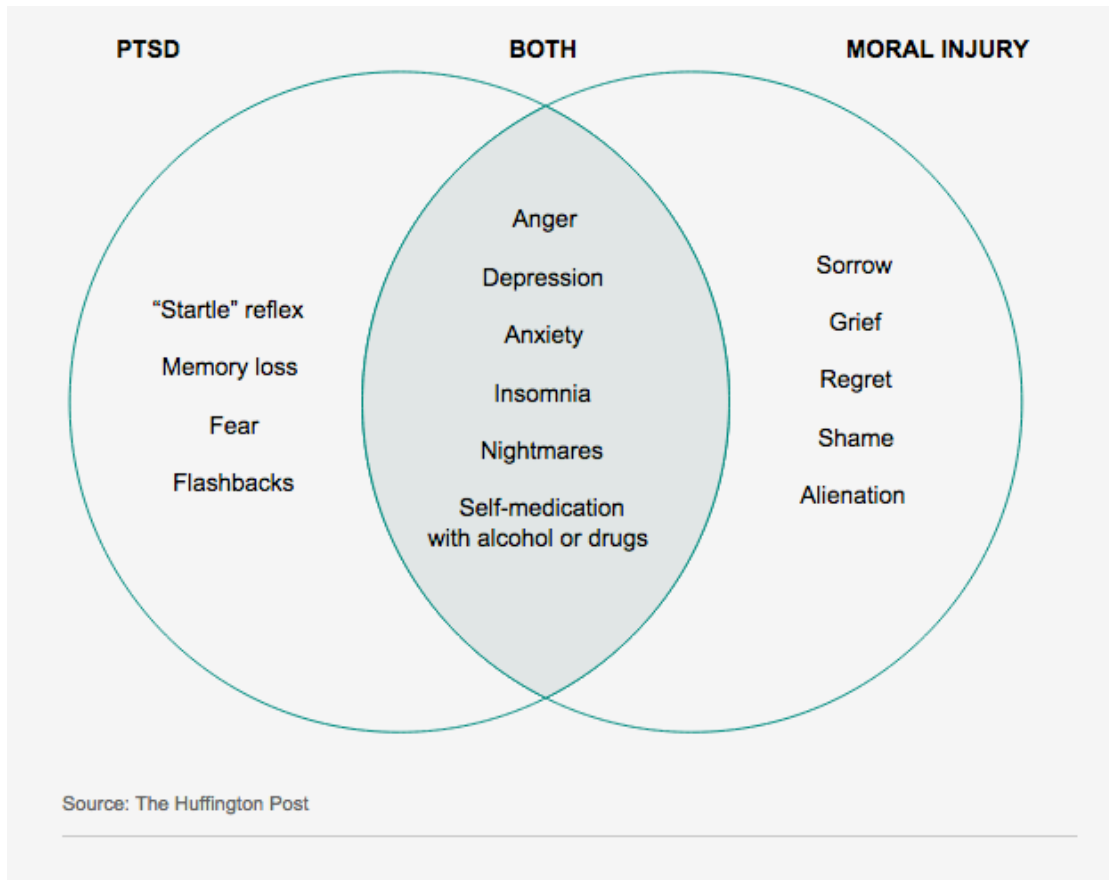 PTSD
BOTH
MORAL INJURY
“Startle" reflex
Memory loss
Fear
Flashbacks
Anger
Depression
Anxiety
Insomnia
Nightmares
Self-medication
with alcohol or drugs
Sorrow
Grief
Regret
Shame
Alienation
Source: The Huffington Post